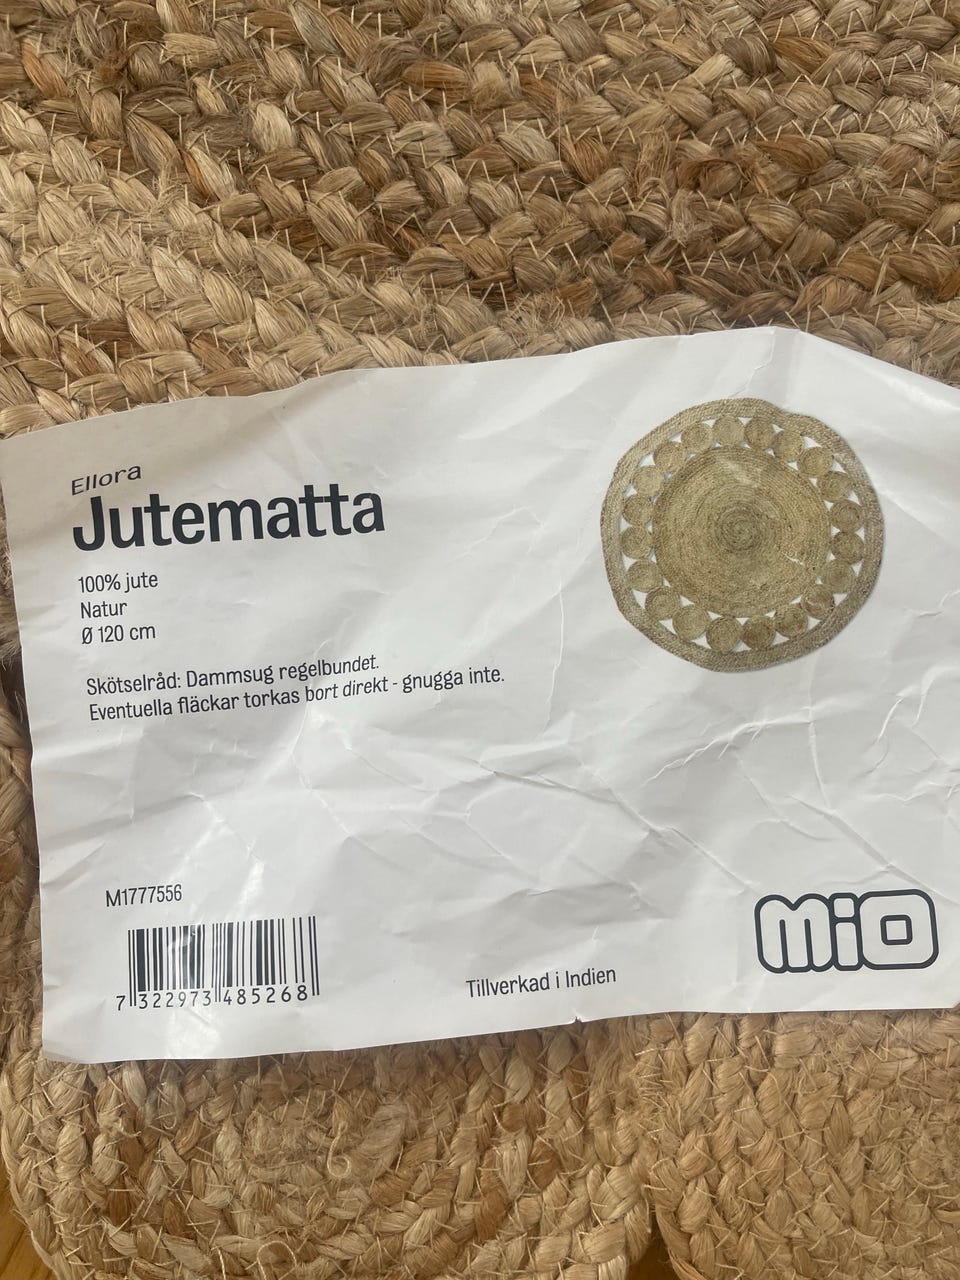 Ellora
Jutematta
100% jute
Natur
Ø 120 cm
Skötselråd: Dammsug regelbundet.
Eventuella fläckar torkas bort direkt - gnugga inte.
M1777556
7 322973 485268
Tillverkad i Indien
mio